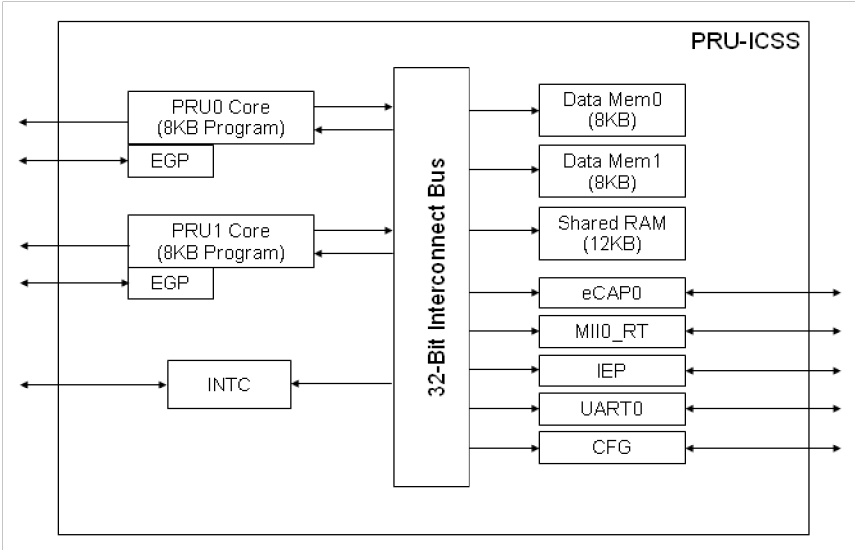 PRU-ICSS
PRU0 Core
(8KB Program)
EGP
PRU1 Core
(8KB Program)
EGP
INTC
32-Bit Interconnect Bus
Data Mem0
(8KB)
Data Mem1
(8KB)
Shared RAM
(12KB)
eCAP0
MII0_RT
IEP
UART0
CFG